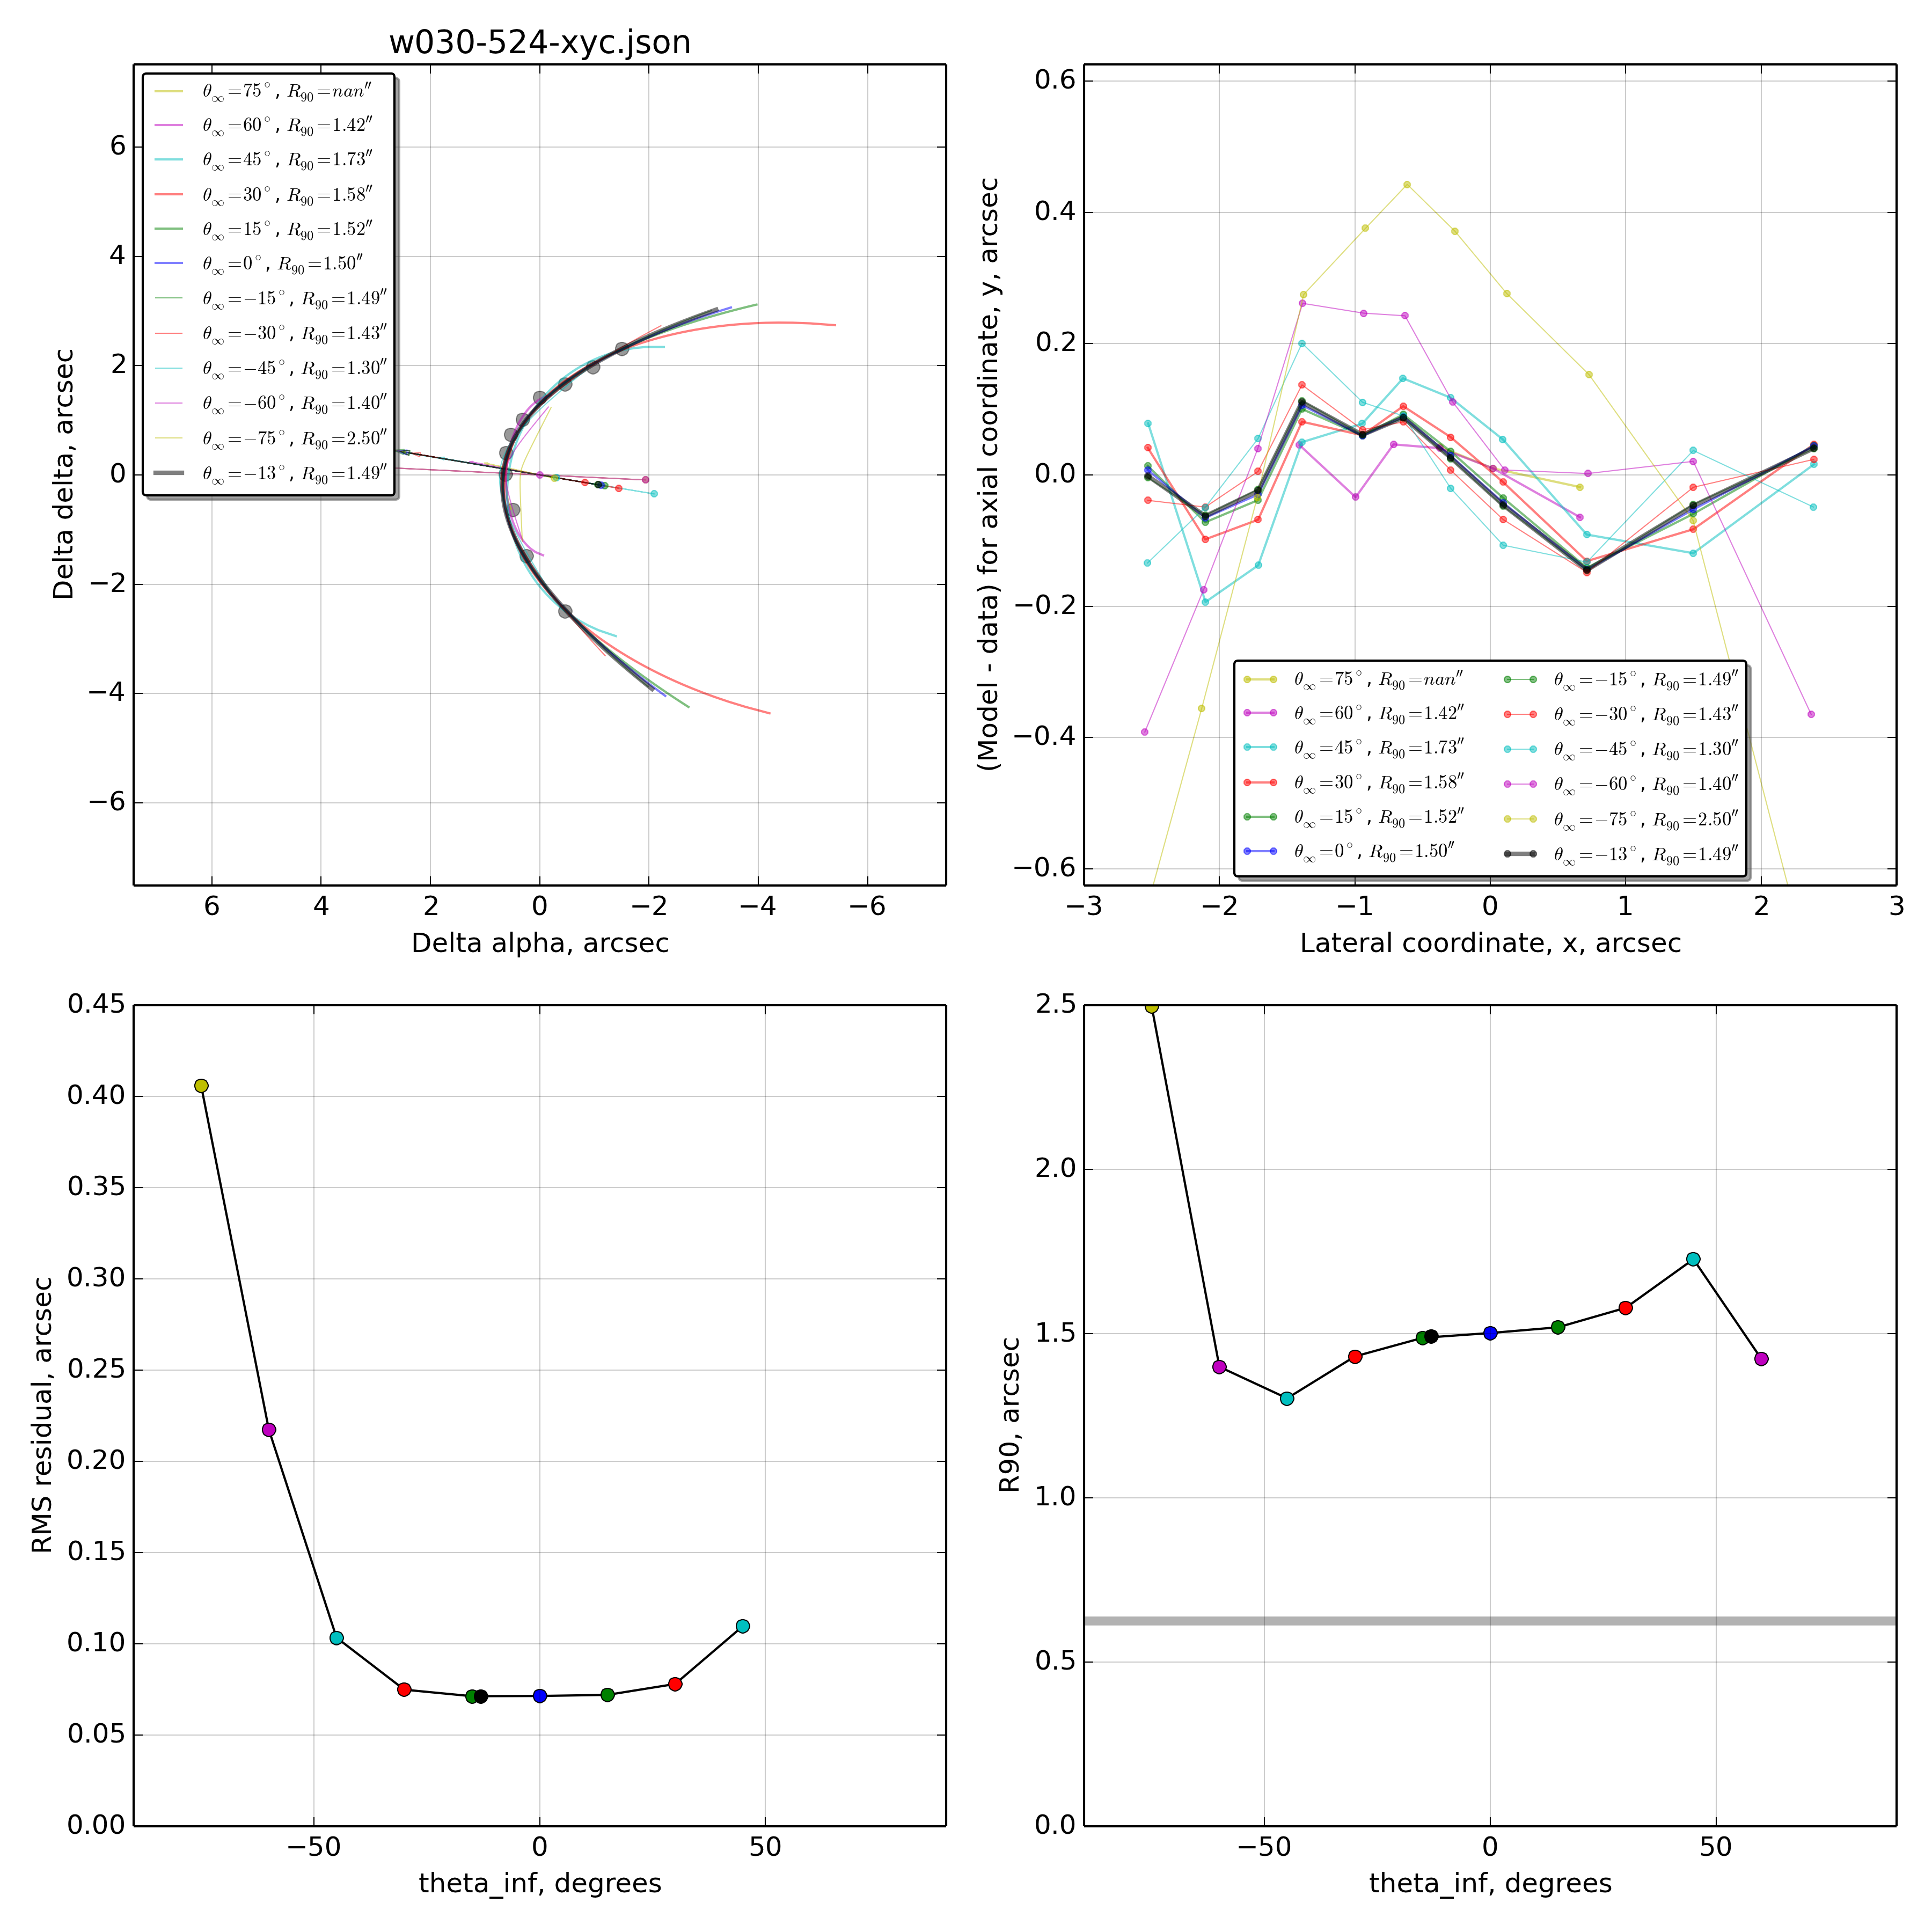 w030-524-xyc.json
θ∞=75°, R90=nan″
θ∞=60°, R90=1.42″
θ∞=45°, R90=1.73″
θ∞=30°, R90=1.58″
θ∞=15°, R90=1.52″
θ∞=0°, R90=1.50″
θ∞=−15°, R90=1.49″
θ∞=−30°, R90=1.43″
θ∞=−45°, R90=1.30″
θ∞=−60°, R90=1.40″
θ∞=−75°, R90=2.50″
θ∞=−13°, R90=1.49″
6
4
2
0
−2
−4
−6
Delta delta, arcsec
6 4 2 0 −2 −4 −6
Delta alpha, arcsec
0.6
0.4
0.2
0.0
−0.2
−0.4
−0.6
(Model - data) for axial coordinate, y, arcsec
θ∞=75°, R90=nan″
θ∞=60°, R90=1.42″
θ∞=45°, R90=1.73″
θ∞=30°, R90=1.58″
θ∞=15°, R90=1.52″
θ∞=0°, R90=1.50″
θ∞=−15°, R90=1.49″
θ∞=−30°, R90=1.43″
θ∞=−45°, R90=1.30″
θ∞=−60°, R90=1.40″
θ∞=−75°, R90=2.50″
θ∞=−13°, R90=1.49″
−3 −2 −1 0 1 2 3
Lateral coordinate, x, arcsec
0.45
0.40
0.35
0.30
0.25
0.20
0.15
0.10
0.05
0.00
RMS residual, arcsec
−50 0 50
theta_inf, degrees
2.5
2.0
1.5
1.0
0.5
0.0
R90, arcsec
−50 0 50
theta_inf, degrees